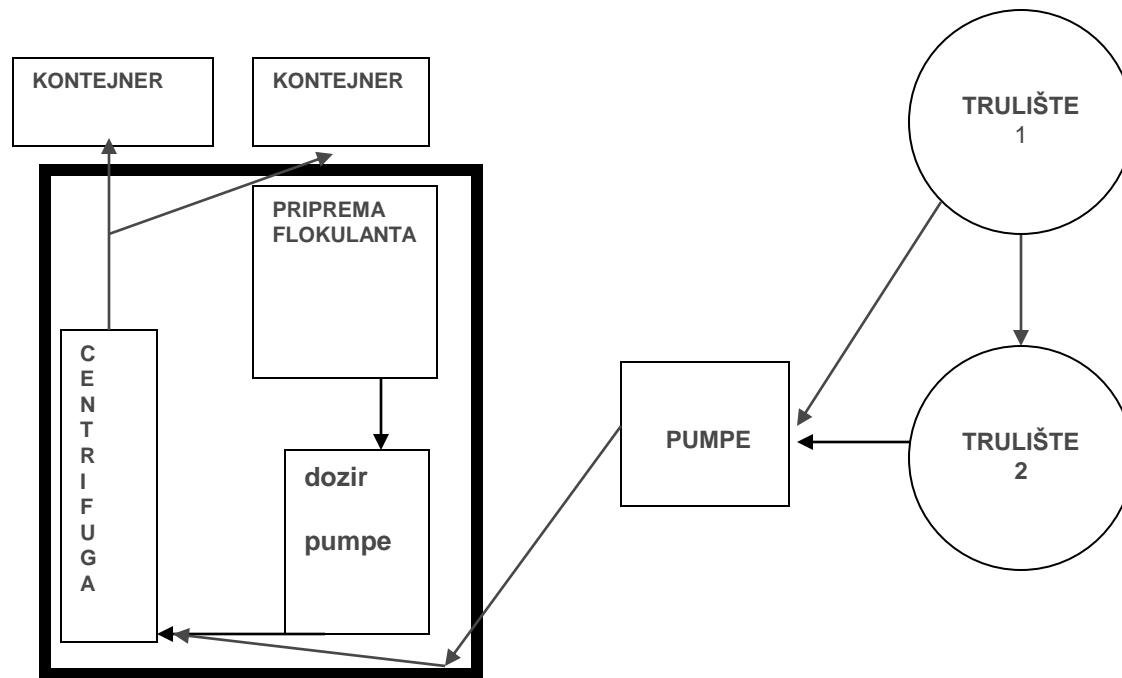 KONTEJNER
KONTEJNER
TRULIŠTE
1
PRIPREMA
FLOKULANTA
C
E
N
T
R
I
F
U
G
A
dozir
pumpe
PUMPE
TRULIŠTE
2